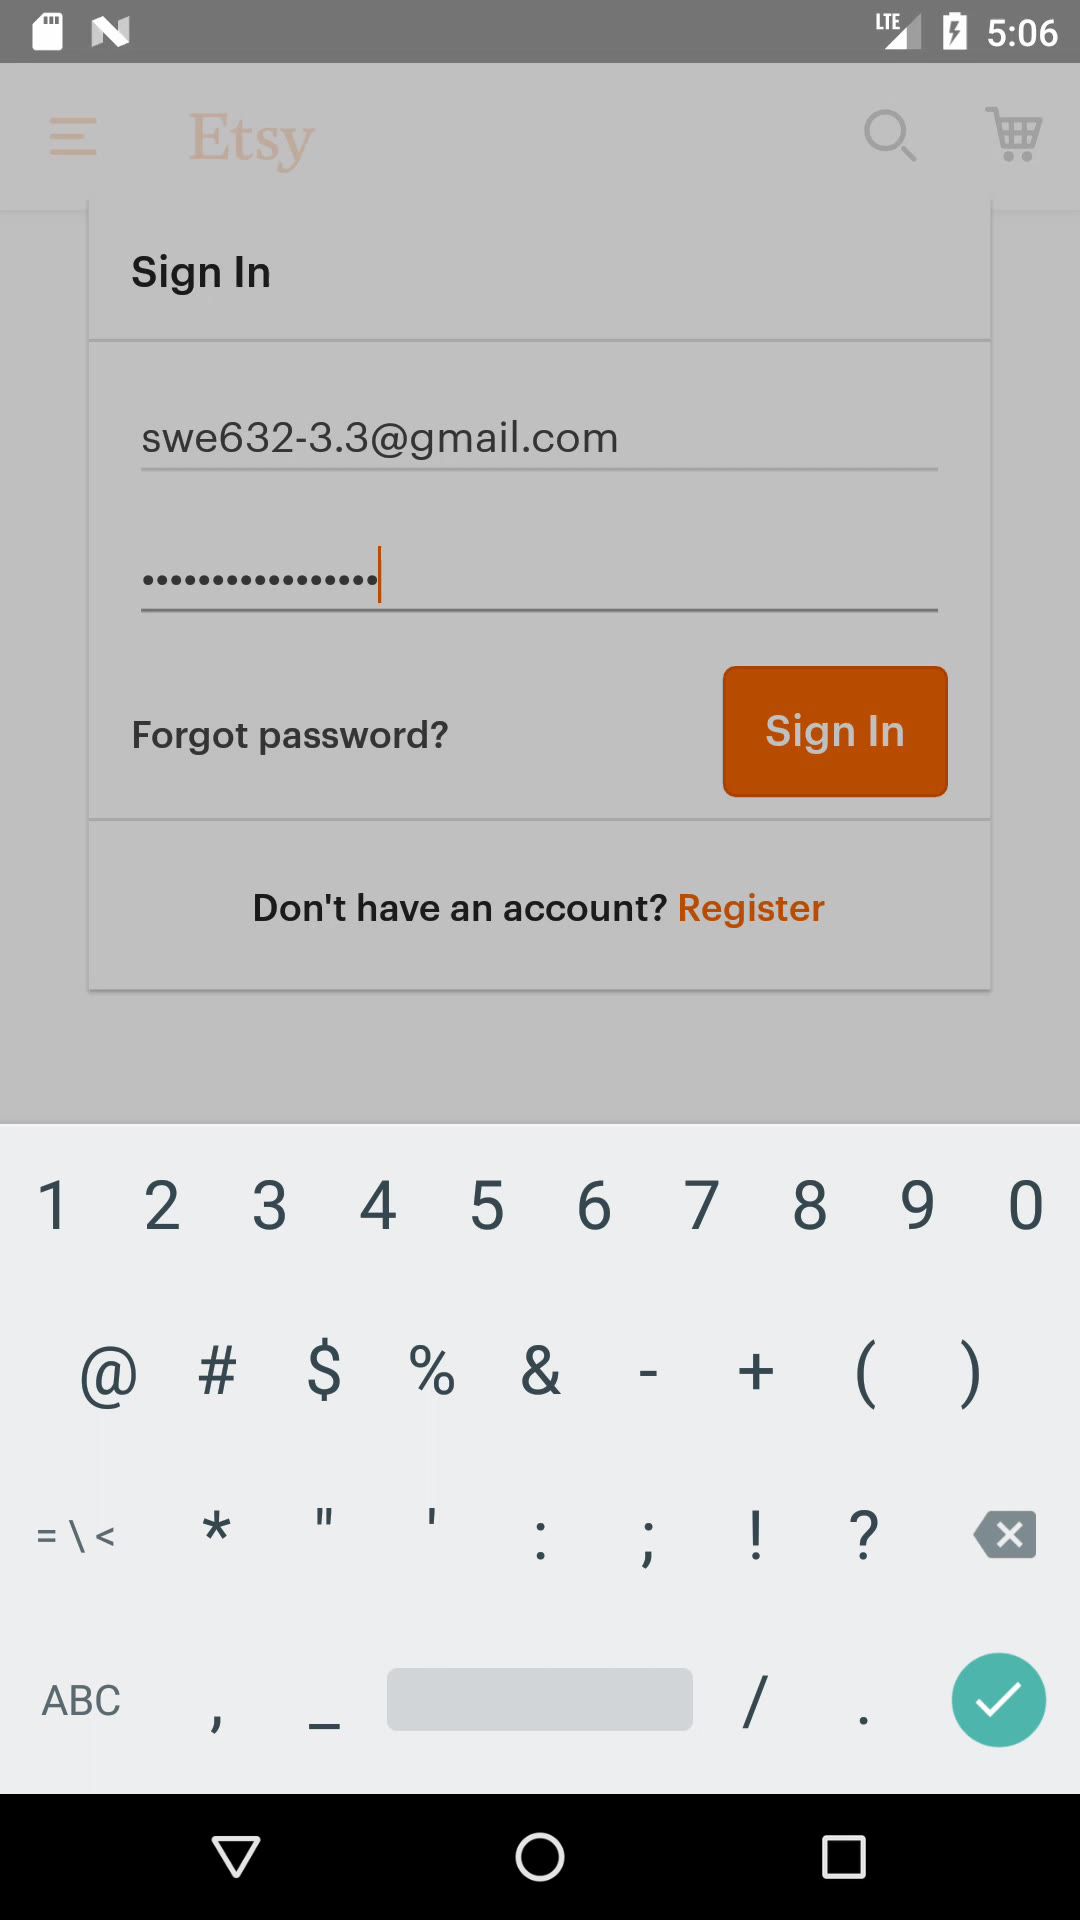 LTE 5:06
Etsy
Sign In
swe632-3.3@gmail.com
•••••••••••••••••
Forgot password?
Sign In
Don't have an account? Register
1 2 3 4 5 6 7 8 9 0
@ # $ % & - + ( )
= \ < * " ' : ; ! ?
ABC , _ / .